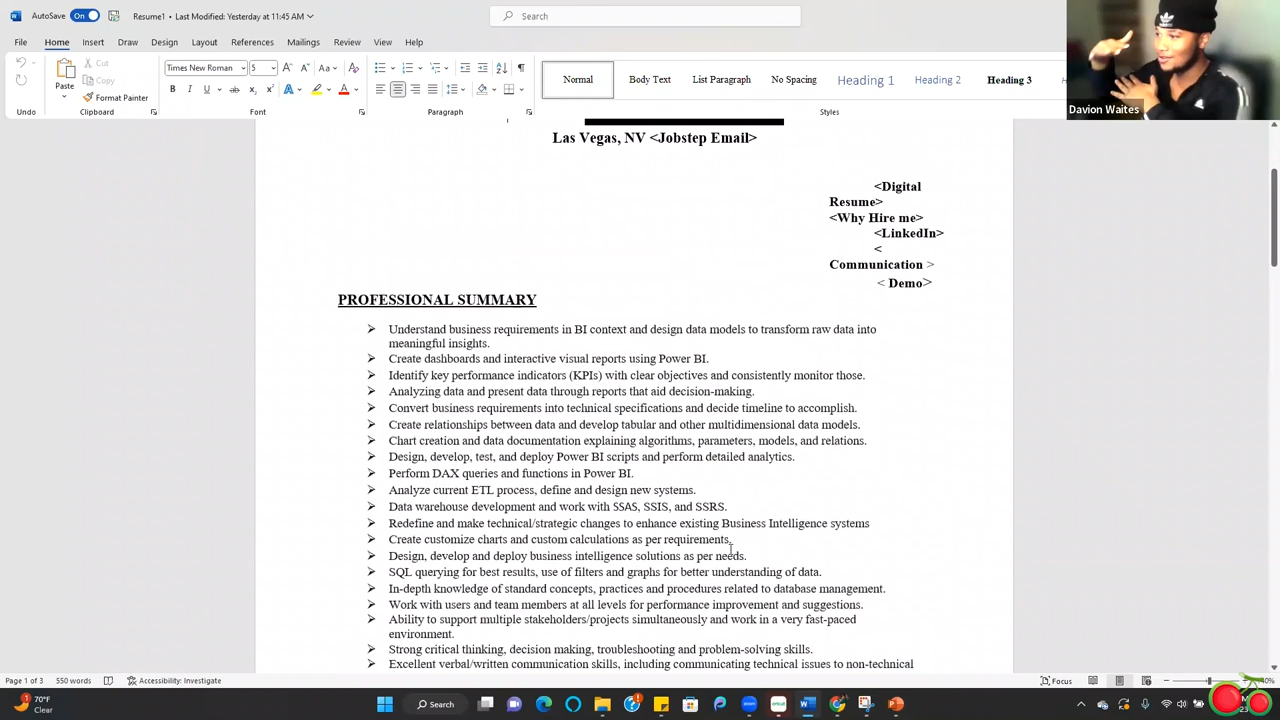 AutoSave On Resume1 • Last Modified: Yesterday at 11:45 AM Search
File Home Insert Draw Design Layout References Mailings Review View Help
Paste Cut Copy Format Painter
Times New Roman 5
Normal Body Text List Paragraph No Spacing Heading 1 Heading 2 Heading 3
Undo Clipboard Font Paragraph Styles
Davion Waites
Las Vegas, NV <Jobstep Email>
<Digital
Resume>
<Why Hire me>
<LinkedIn>
<
Communication >
< Demo>
PROFESSIONAL SUMMARY
Understand business requirements in BI context and design data models to transform raw data into
meaningful insights.
Create dashboards and interactive visual reports using Power BI.
Identify key performance indicators (KPIs) with clear objectives and consistently monitor those.
Analyzing data and present data through reports that aid decision-making.
Convert business requirements into technical specifications and decide timeline to accomplish.
Create relationships between data and develop tabular and other multidimensional data models.
Chart creation and data documentation explaining algorithms, parameters, models, and relations.
Design, develop, test, and deploy Power BI scripts and perform detailed analytics.
Perform DAX queries and functions in Power BI.
Analyze current ETL process, define and design new systems.
Data warehouse development and work with SSAS, SSIS, and SSRS.
Redefine and make technical/strategic changes to enhance existing Business Intelligence systems
Create customize charts and custom calculations as per requirements.
Design, develop and deploy business intelligence solutions as per needs.
SQL querying for best results, use of filters and graphs for better understanding of data.
In-depth knowledge of standard concepts, practices and procedures related to database management.
Work with users and team members at all levels for performance improvement and suggestions.
Ability to support multiple stakeholders/projects simultaneously and work in a very fast-paced
environment.
Strong critical thinking, decision making, troubleshooting and problem-solving skills.
Excellent verbal/written communication skills, including communicating technical issues to non-technical
Page 1 of 3 550 words Accessibility: Investigate Focus
70°F
Clear
Search